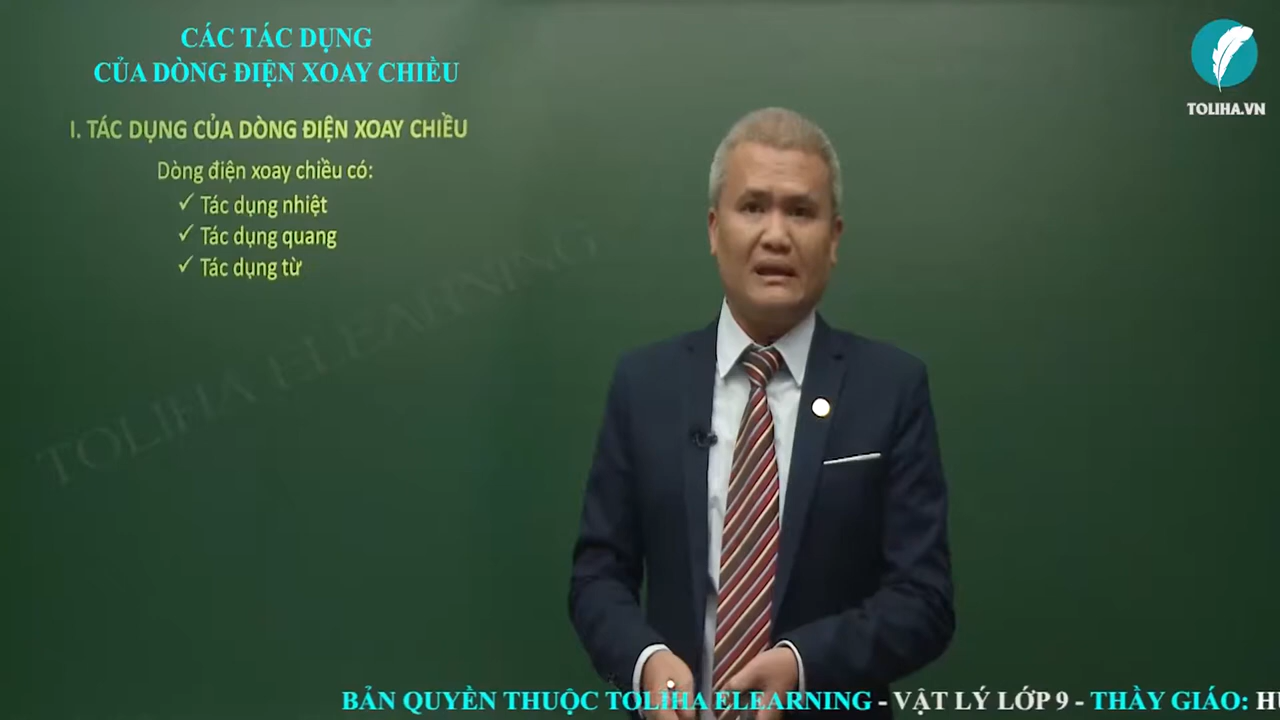 CÁC TÁC DỤNG
CỦA DÒNG ĐIỆN XOAY CHIỀU
TOLIHA.VN
I. TÁC DỤNG CỦA DÒNG ĐIỆN XOAY CHIỀU
Dòng điện xoay chiều có:
✓ Tác dụng nhiệt
✓ Tác dụng quang
✓ Tác dụng từ
TOLIHA ELEARNING
BẢN QUYỀN THUỘC TOLIHA ELEARNING - VẬT LÝ LỚP 9 - THẦY GIÁO: